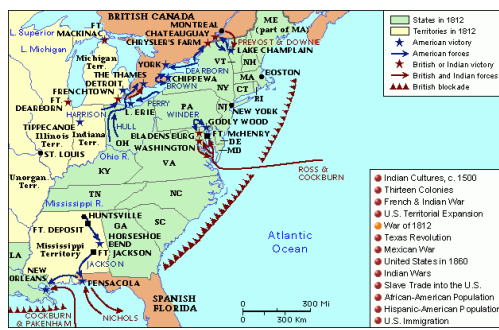 BRITISH CANADA
L. Superior
FT.
MACKINAC
MONTREAL
CHATEAUGUAY
CHRYSLER'S FARM
ME
(part of MA)
PREVOST & DOWNIE
LAKE CHAMPLAIN
L. Michigan
Michigan
Terr.
YORK
DEARBORN
VT
NH
MA
BOSTON
THE THAMES
DETROIT
FRENCHTOWN
CHIPPEWA
BROWN
NY
CT
RI
FT.
DEARBORN
HARRISON
PERRY
L. ERIE
PA
NJ
NEW YORK
TIPPECANOE
Illinois
Terr.
Indiana
Terr.
HULL
OH
WINDER
GODLY WOOD
FT MCHENRY
BLADENSBURG
WASHINGTON
DE
MD
ST. LOUIS
Ohio R.
VA
KY
ROSS &
COCKBURN
Unorgan
Terr.
TN
NC
Mississippi R.
HUNTSVILLE
GA
SC
FT. DEPOSIT
HORSESHOE
BEND
Mississippi
Territory
FT.
JACKSON
JACKSON
Atlantic
Ocean
LA
NEW
ORLEANS
PENSACOLA
NICHOLS
COCKBURN
& PAKENHAM
SPANISH
FLORIDA
0 300 Mi
0 300 Km
States in 1812
Territories in 1812
American victory
American forces
British or Indian victory
British and Indian forces
British blockade
Indian Cultures, c. 1500
Thirteen Colonies
French & Indian War
U.S. Territorial Expansion
War of 1812
Texas Revolution
Mexican War
United States in 1860
Indian Wars
Slave Trade into the U.S.
African-American Population
Hispanic-American Populatio
U.S. Immigration